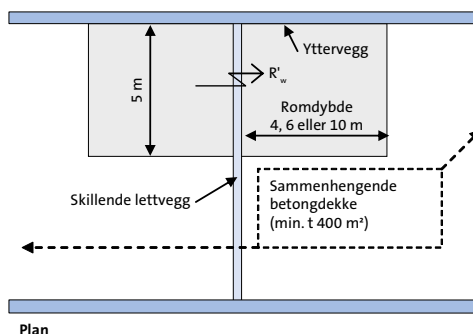 Yttervegg
5 m
R'w
Romdybde
4, 6 eller 10 m
Skillende lettvegg
Sammenhengende
betongdekke
(min. t 400 m²)
Plan